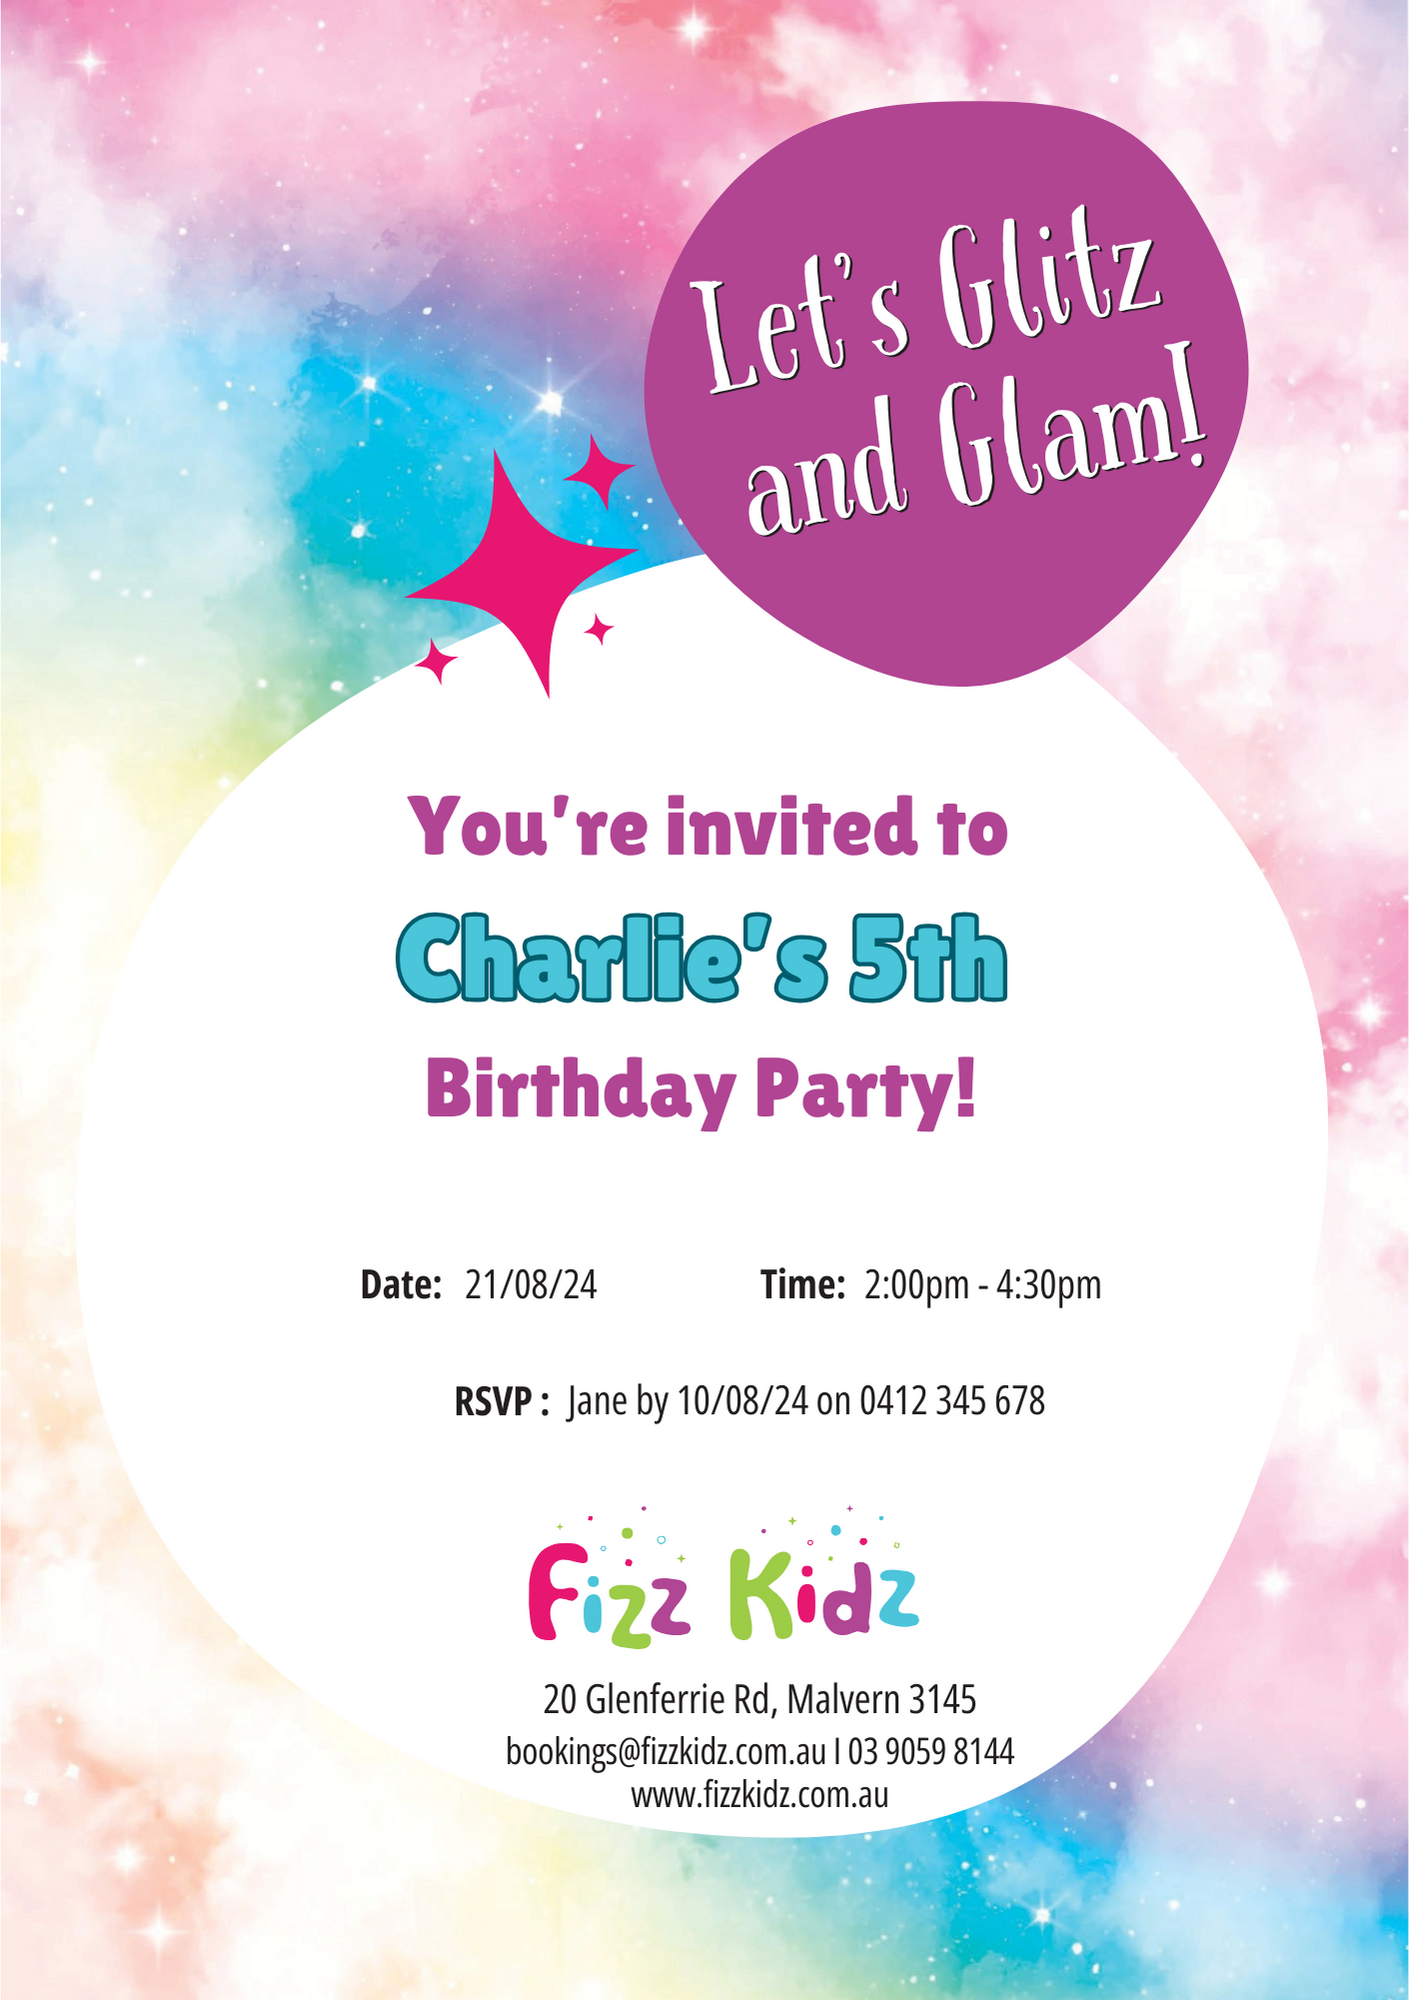 Let's Glitz
and Glam!
You're invited to
Charlie's 5th
Birthday Party!
Date: 21/08/24 Time: 2:00pm - 4:30pm
RSVP : Jane by 10/08/24 on 0412 345 678
Fizz Kidz
20 Glenferrie Rd, Malvern 3145
bookings@fizzkidz.com.au I 03 9059 8144
www.fizzkidz.com.au